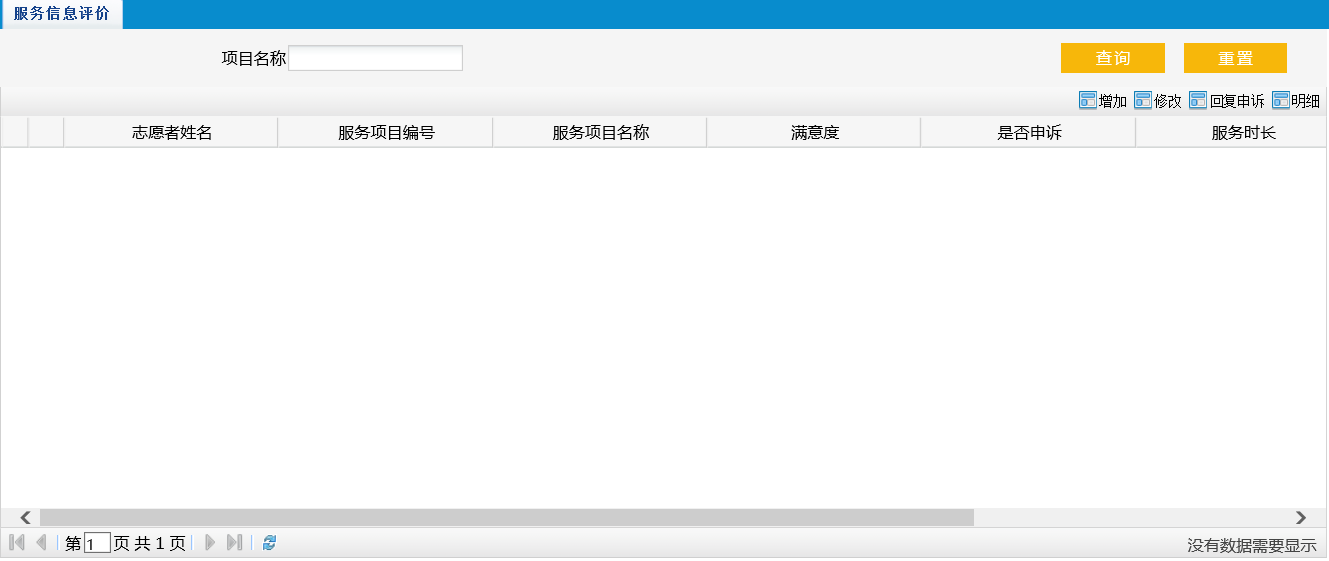 服务信息评价
项目名称 查询 重置
增加 修改 回复申诉 明细
志愿者姓名 服务项目编号 服务项目名称 满意度 是否申诉 服务时长
第 1 页 共 1 页 没有数据需要显示